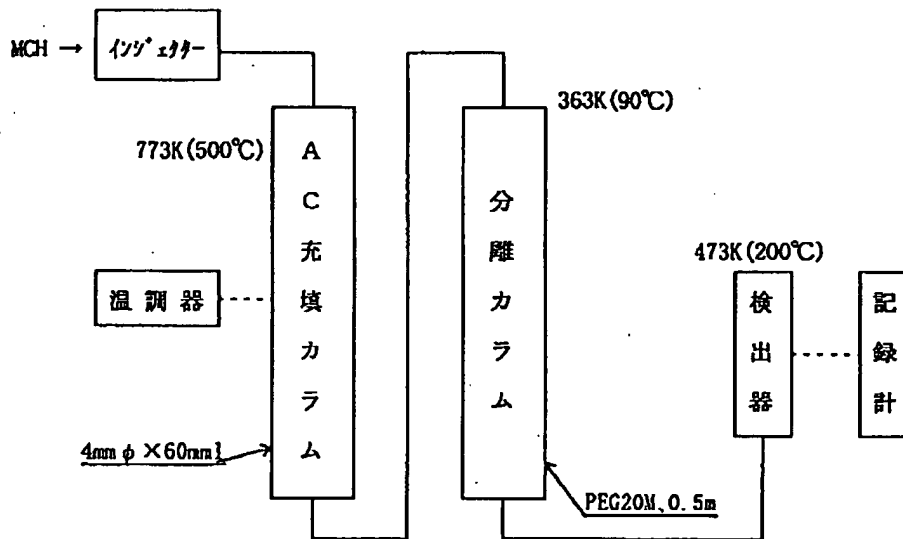 MCH →
インジェクター
363K(90℃)
773K(500℃)
AC充填カラム
分離カラム
473K(200℃)
温調器
検出器
記録計
4mmφ×60mml
PEG20M、0.5m